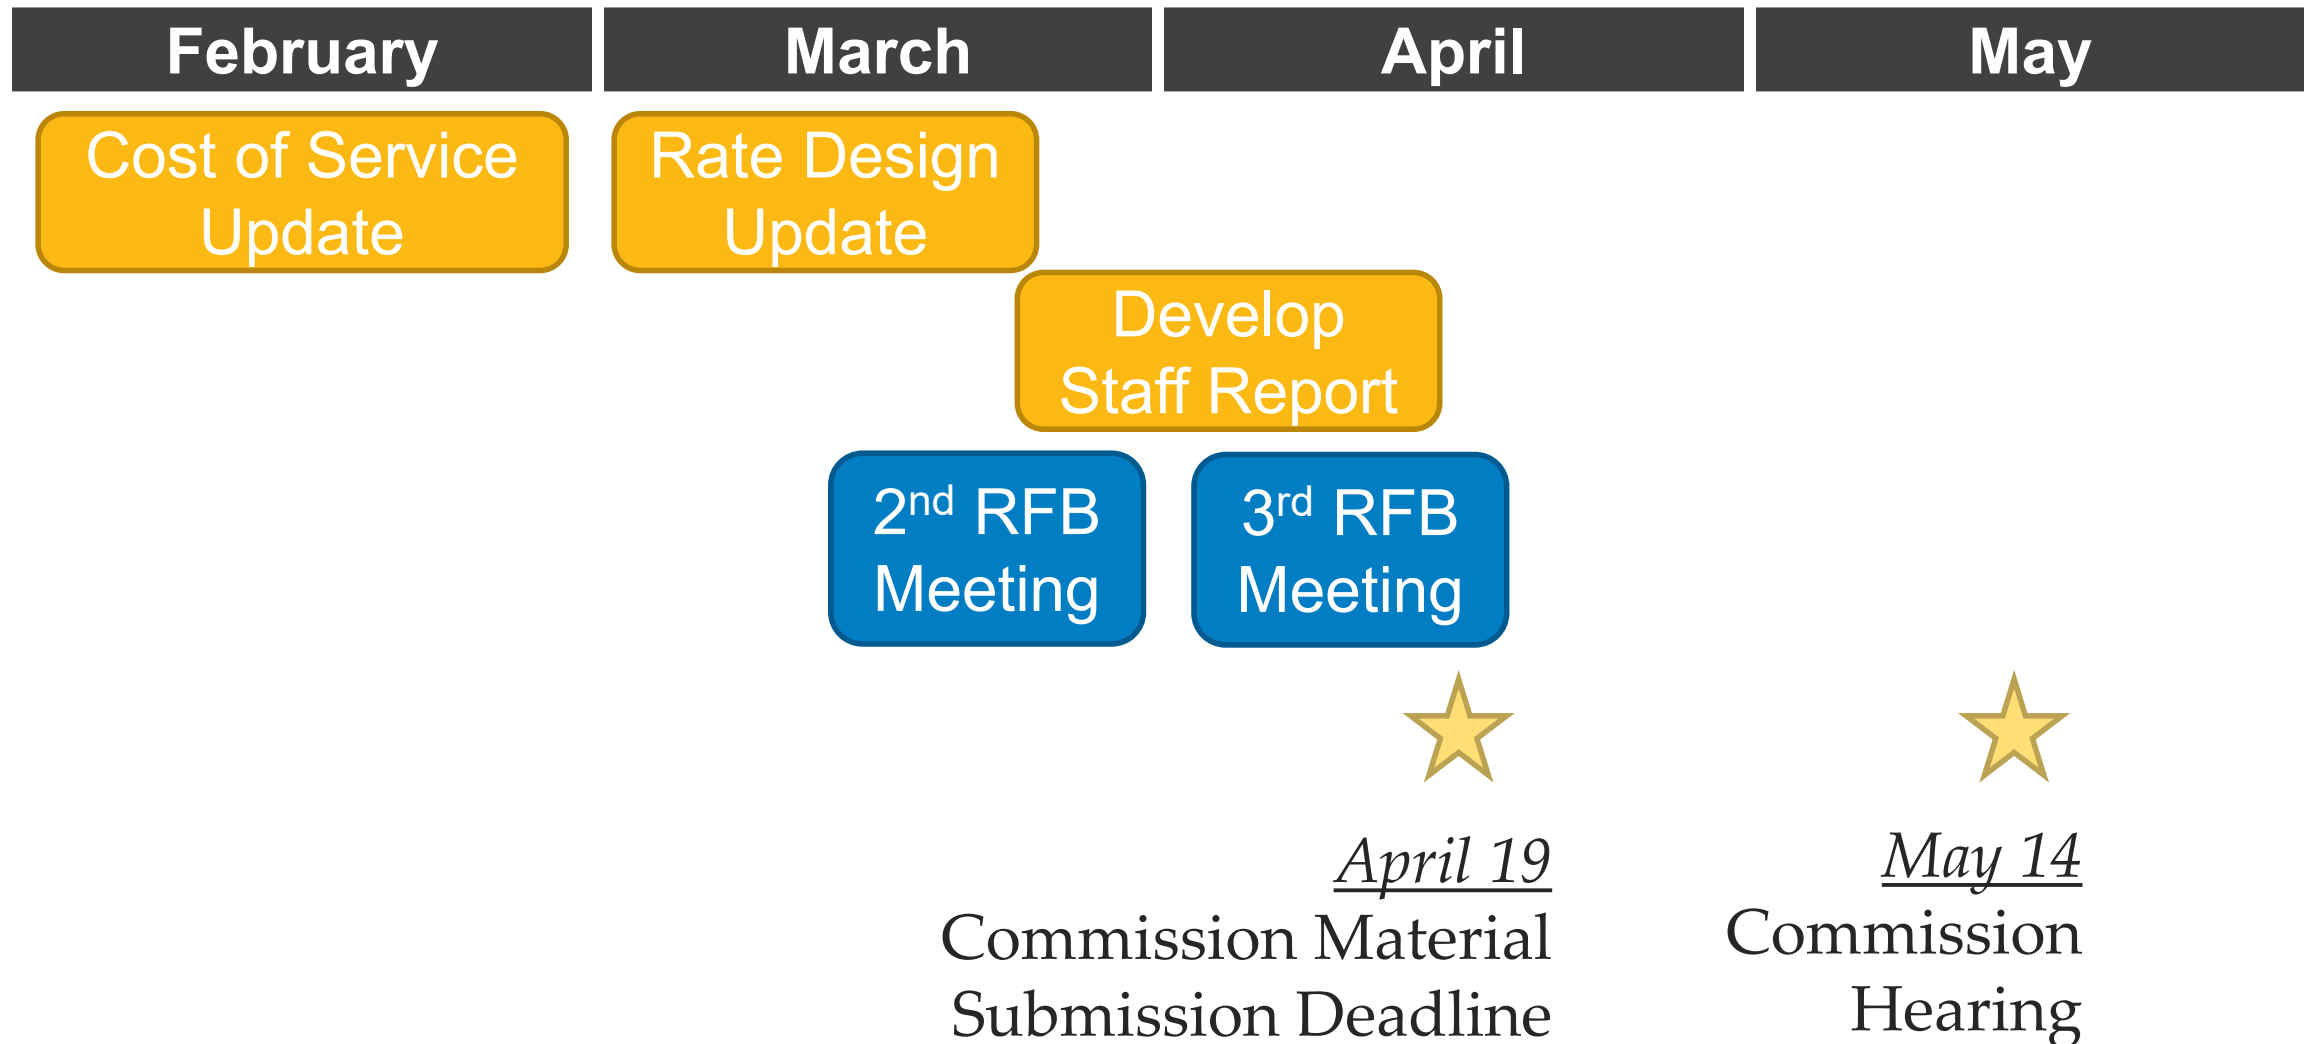 February
March
April
May
Cost of Service
Update
Rate Design
Update
Develop
Staff Report
2nd RFB
Meeting
3rd RFB
Meeting
April 19
Commission Material
Submission Deadline
May 14
Commission
Hearing